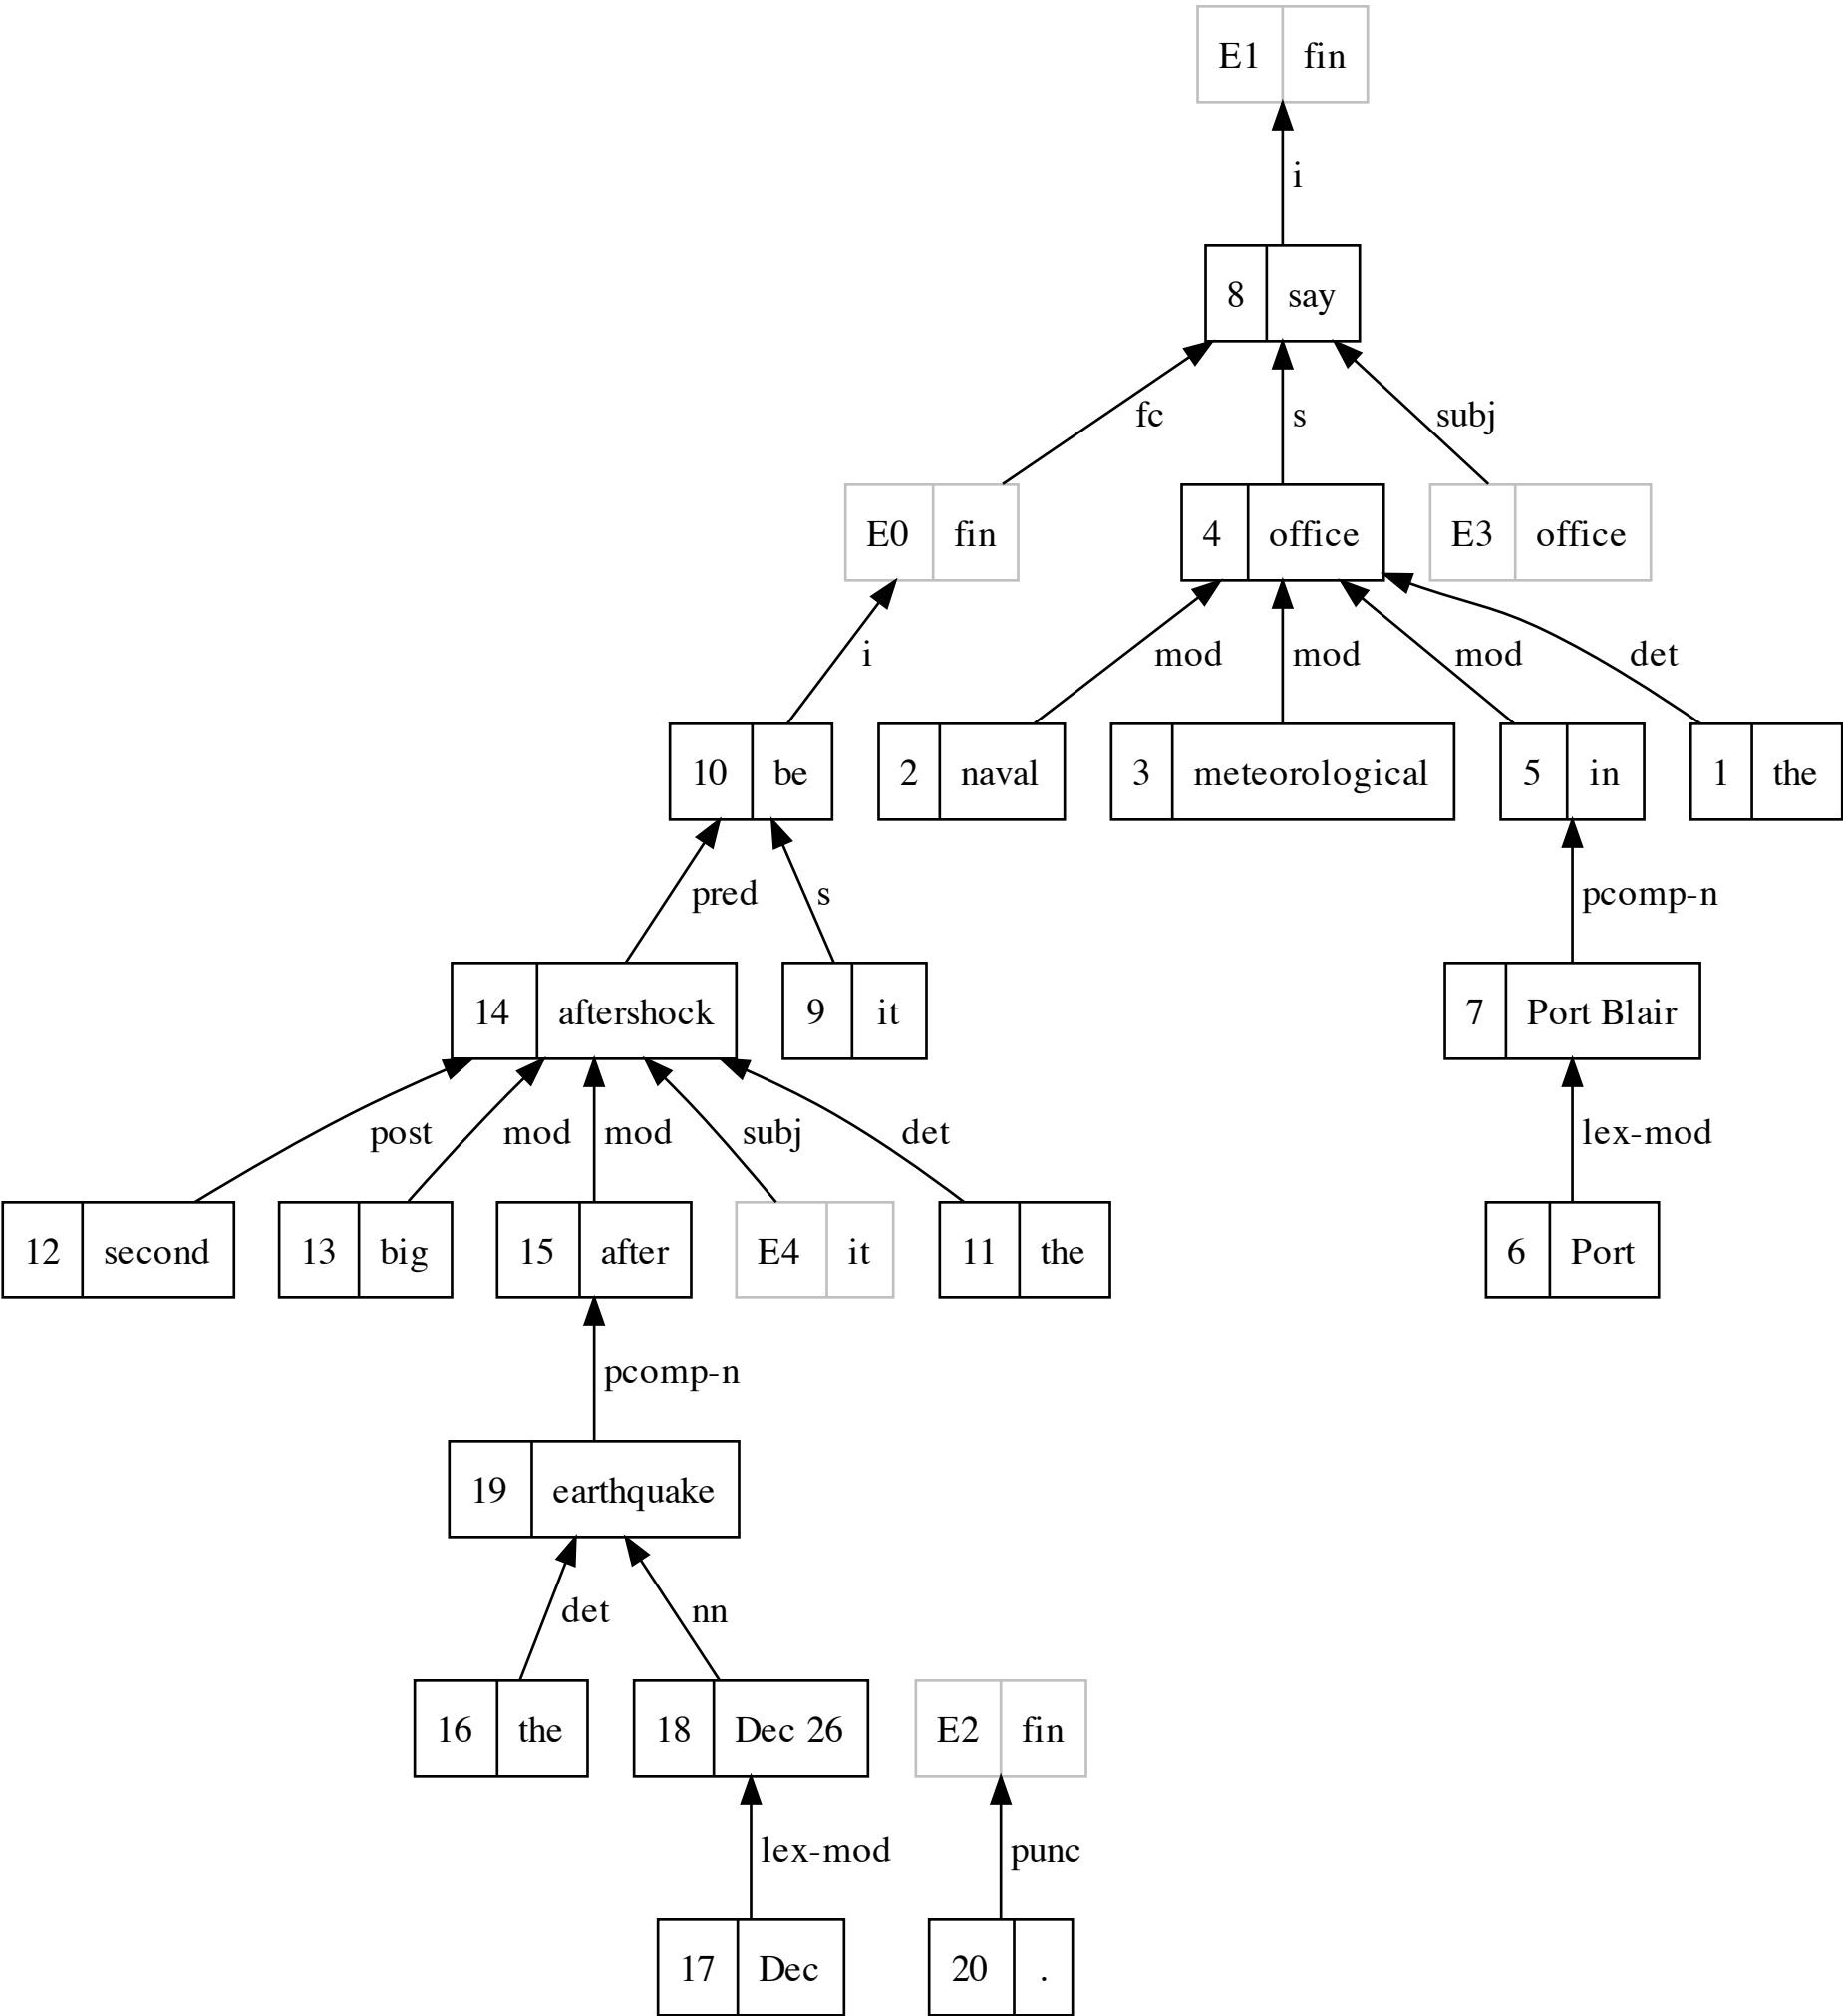 E1 fin
i
8 say
fc s subj
E0 fin 4 office E3 office
i mod mod mod det
10 be 2 naval 3 meteorological 5 in 1 the
pred s pcomp-n
14 aftershock 9 it 7 Port Blair
post mod mod subj det lex-mod
12 second 13 big 15 after E4 it 11 the 6 Port
pcomp-n
19 earthquake
det nn
16 the 18 Dec 26 E2 fin
lex-mod punc
17 Dec 20 .